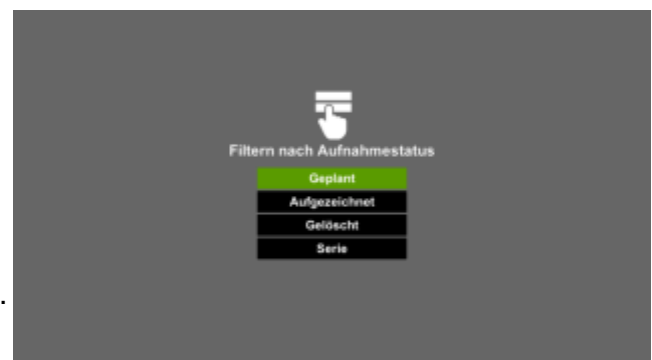 Filtern nach Aufnahmestatus
Geplant
Aufgezeichnet
Gelöscht
Serie
.